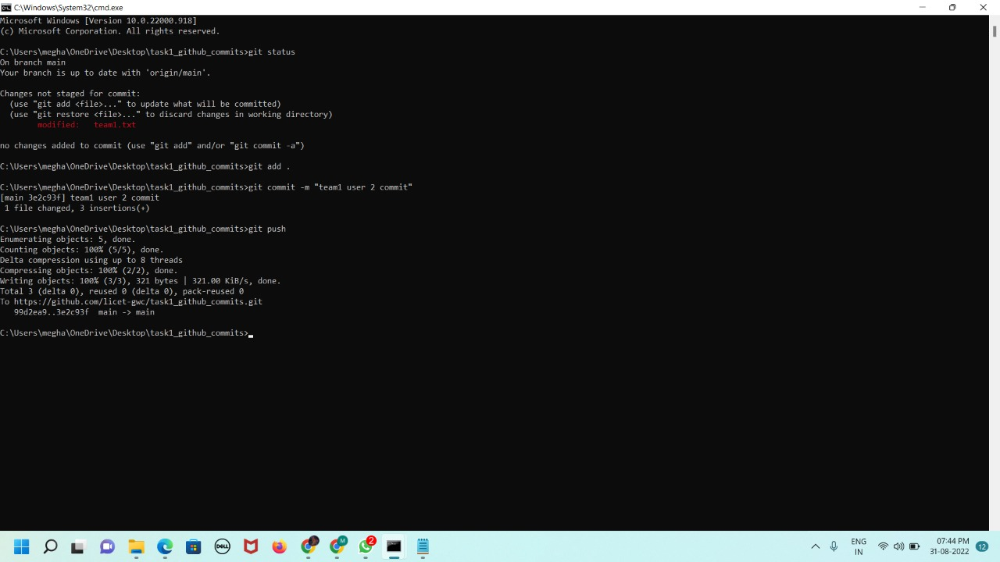 C:\Windows\System32\cmd.exe
Microsoft Windows [Version 10.0.22000.918]
(c) Microsoft Corporation. All rights reserved.
C:\Users\megha\OneDrive\Desktop\task1_github_commits>git status
On branch main
Your branch is up to date with 'origin/main'.
Changes not staged for commit:
  (use "git add <file>..." to update what will be committed)
  (use "git restore <file>..." to discard changes in working directory)
        modified:   team1.txt
no changes added to commit (use "git add" and/or "git commit -a")
C:\Users\megha\OneDrive\Desktop\task1_github_commits>git add .
C:\Users\megha\OneDrive\Desktop\task1_github_commits>git commit -m "team1 user 2 commit"
[main 3e2c93f] team1 user 2 commit
 1 file changed, 3 insertions(+)
C:\Users\megha\OneDrive\Desktop\task1_github_commits>git push
Enumerating objects: 5, done.
Counting objects: 100% (5/5), done.
Delta compression using up to 8 threads
Compressing objects: 100% (2/2), done.
Writing objects: 100% (3/3), 321 bytes | 321.00 KiB/s, done.
Total 3 (delta 0), reused 0 (delta 0), pack-reused 0
To https://github.com/licet-gwc/task1_github_commits.git
   99d2ea9..3e2c93f  main -> main
C:\Users\megha\OneDrive\Desktop\task1_github_commits>
DELL
M
2
ENG
IN
07:44 PM
31-08-2022
12